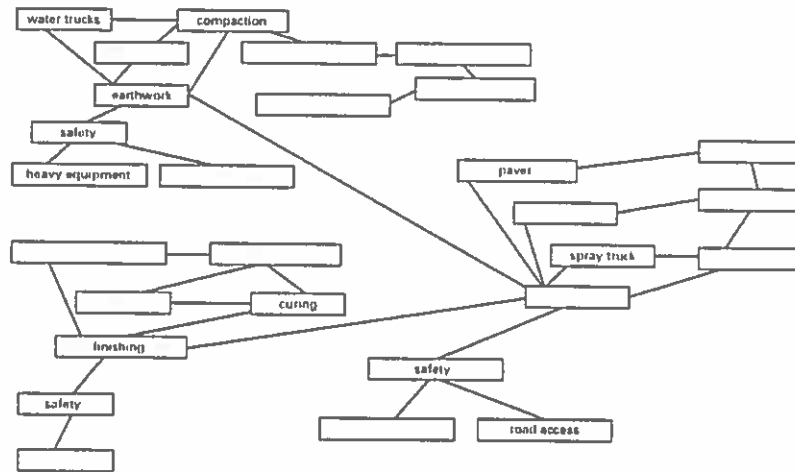 water trucks
compaction
earthwork
safety
heavy equipment
paver
spray truck
curing
finishing
safety
safety
road access